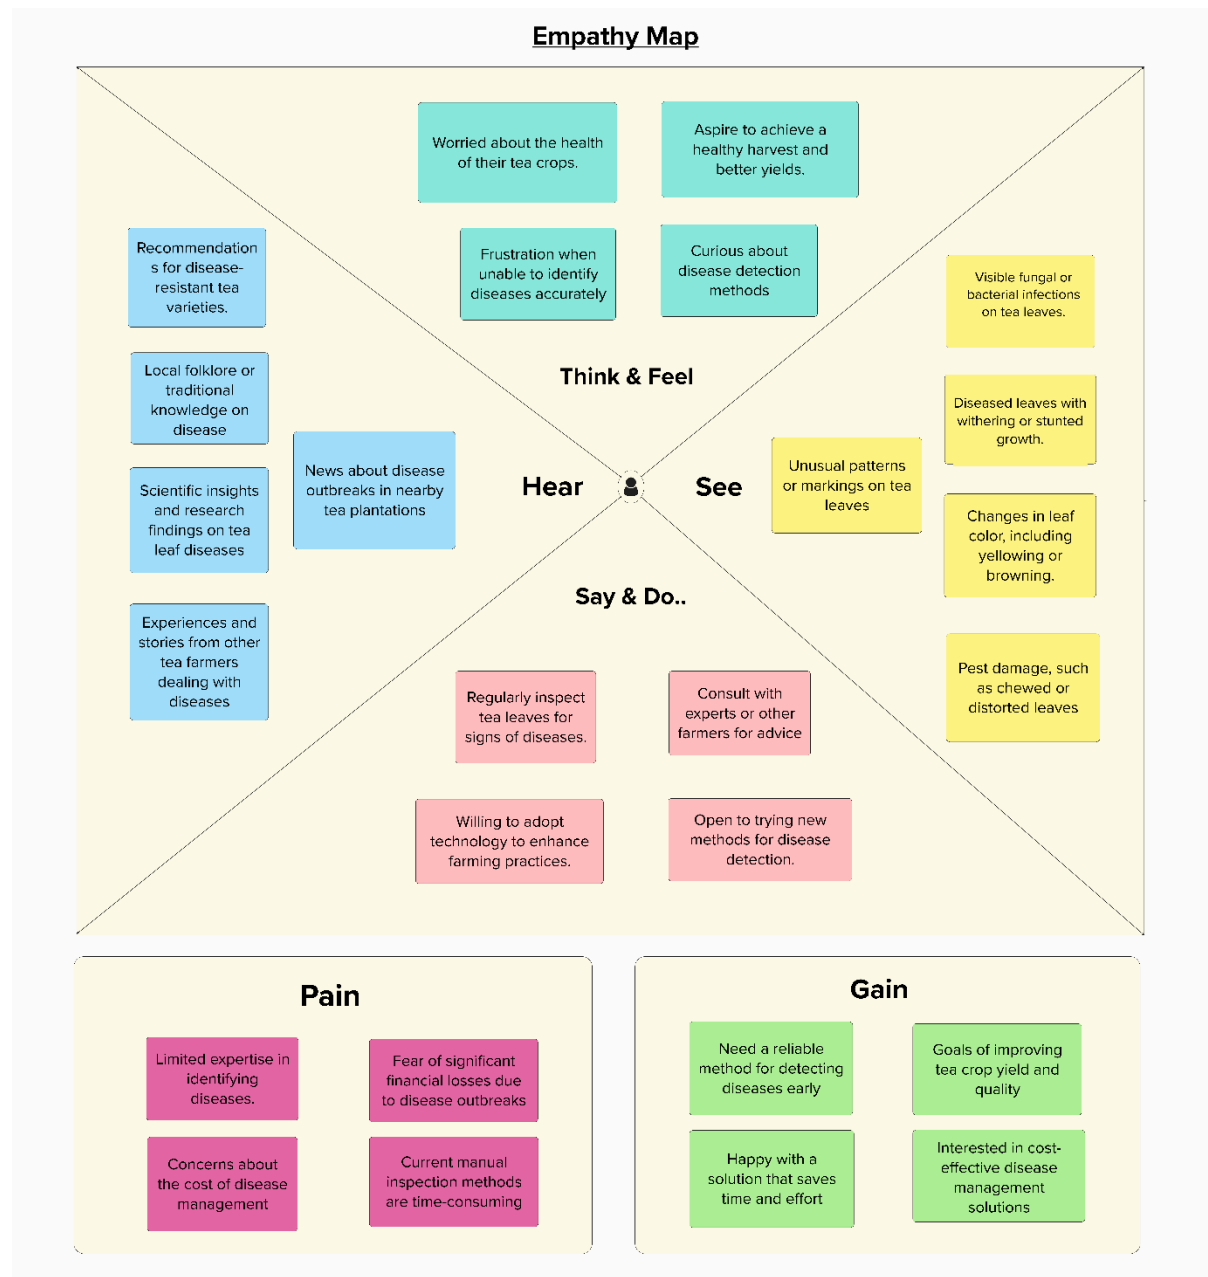 Empathy Map
Worried about the health
of their tea crops.
Aspire to achieve a
healthy harvest and
better yields.
Frustration when
unable to identify
diseases accurately
Curious about
disease detection
methods
Think & Feel
Recommendation
s for disease-
resistant tea
varieties.
Local folklore or
traditional
knowledge on
disease
Scientific insights
and research
findings on tea
leaf diseases
Experiences and
stories from other
tea farmers
dealing with
diseases
News about disease
outbreaks in nearby
tea plantations
Hear
See
Unusual patterns
or markings on tea
leaves
Visible fungal or
bacterial infections
on tea leaves.
Diseased leaves with
withering or stunted
growth.
Changes in leaf
color, including
yellowing or
browning.
Pest damage, such
as chewed or
distorted leaves
Say & Do..
Regularly inspect
tea leaves for
signs of diseases.
Consult with
experts or other
farmers for advice
Willing to adopt
technology to enhance
farming practices.
Open to trying new
methods for disease
detection.
Pain
Limited expertise in
identifying
diseases.
Fear of significant
financial losses due
to disease outbreaks
Concerns about
the cost of disease
management
Current manual
inspection methods
are time-consuming
Gain
Need a reliable
method for detecting
diseases early
Goals of improving
tea crop yield and
quality
Happy with a
solution that saves
time and effort
Interested in cost-
effective disease
management
solutions